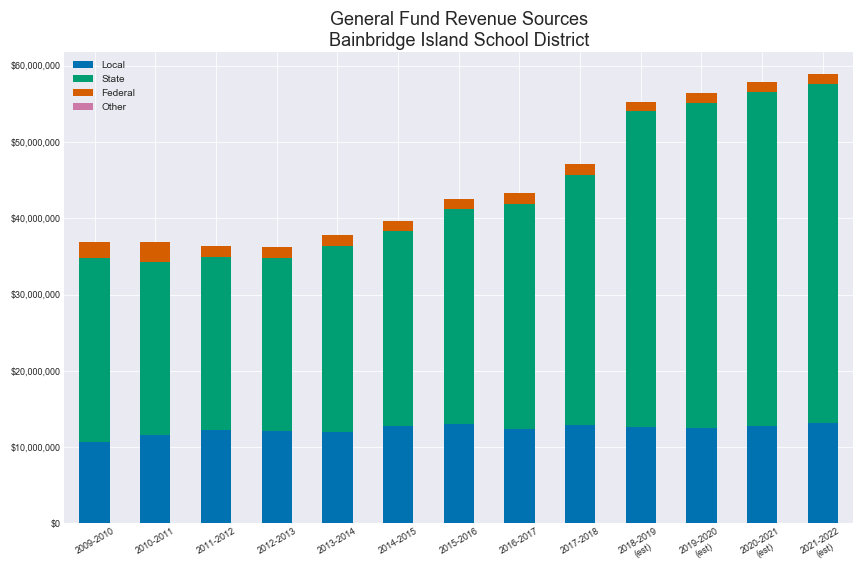 General Fund Revenue Sources
Bainbridge Island School District
Local
State
Federal
Other
$60,000,000
$50,000,000
$40,000,000
$30,000,000
$20,000,000
$10,000,000
$0
2009-2010
2010-2011
2011-2012
2012-2013
2013-2014
2014-2015
2015-2016
2016-2017
2017-2018
2018-2019
(est)
2019-2020
(est)
2020-2021
(est)
2021-2022
(est)